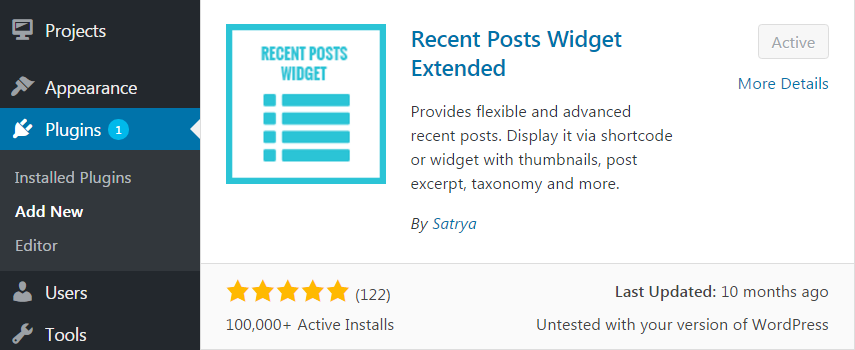 Projects
Appearance
Plugins 1
Installed Plugins
Add New
Editor
Users
Tools
RECENT POSTS
WIDGET
Recent Posts Widget
Extended
Active
More Details
Provides flexible and advanced
recent posts. Display it via shortcode
or widget with thumbnails, post
excerpt, taxonomy and more.
By Satrya
(122)
100,000+ Active Installs
Last Updated: 10 months ago
Untested with your version of WordPress